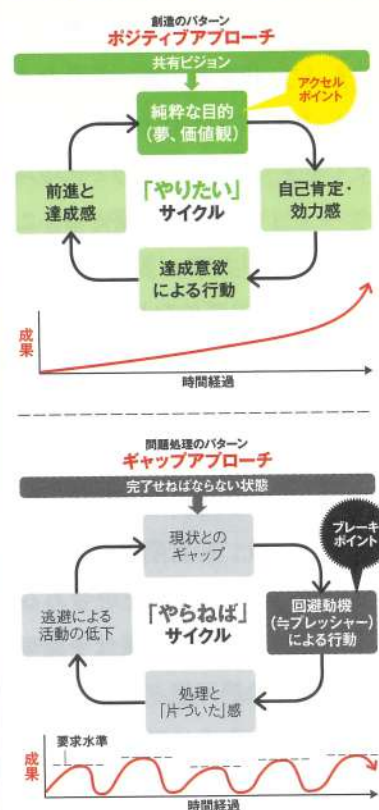 創造のパターン
ポジティブアプローチ
共有ビジョン
アクセル
ポイント
純粋な目的
(夢、価値観)
前進と
達成感
「やりたい」
サイクル
自己肯定・
効力感
達成意欲
による行動
成果
時間経過
問題処理のパターン
ギャップアプローチ
完了せねばならない状態
ブレーキ
ポイント
現状との
ギャップ
逃避による
活動の低下
「やらねば」
サイクル
回避動機
(≒プレッシャー)
による行動
処理と
「片づいた」感
要求水準
成果
時間経過